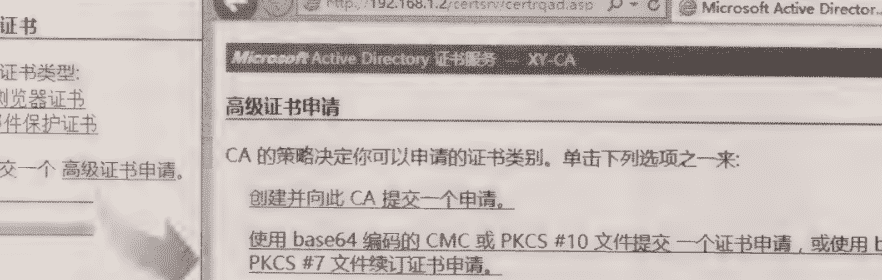 证书
证书类型:
浏览器证书
件保护证书
交一个 高级证书申请。
http://192.168.1.2/certsrv/certrqad.asp
Microsoft Active Director...
Microsoft Active Directory 证书服务 — XY-CA
高级证书申请
CA 的策略决定你可以申请的证书类别。单击下列选项之一来:
创建并向此 CA 提交一个申请。
使用 base64 编码的 CMC 或 PKCS #10 文件提交 一个证书申请，或使用 b
PKCS #7 文件续订证书申请。